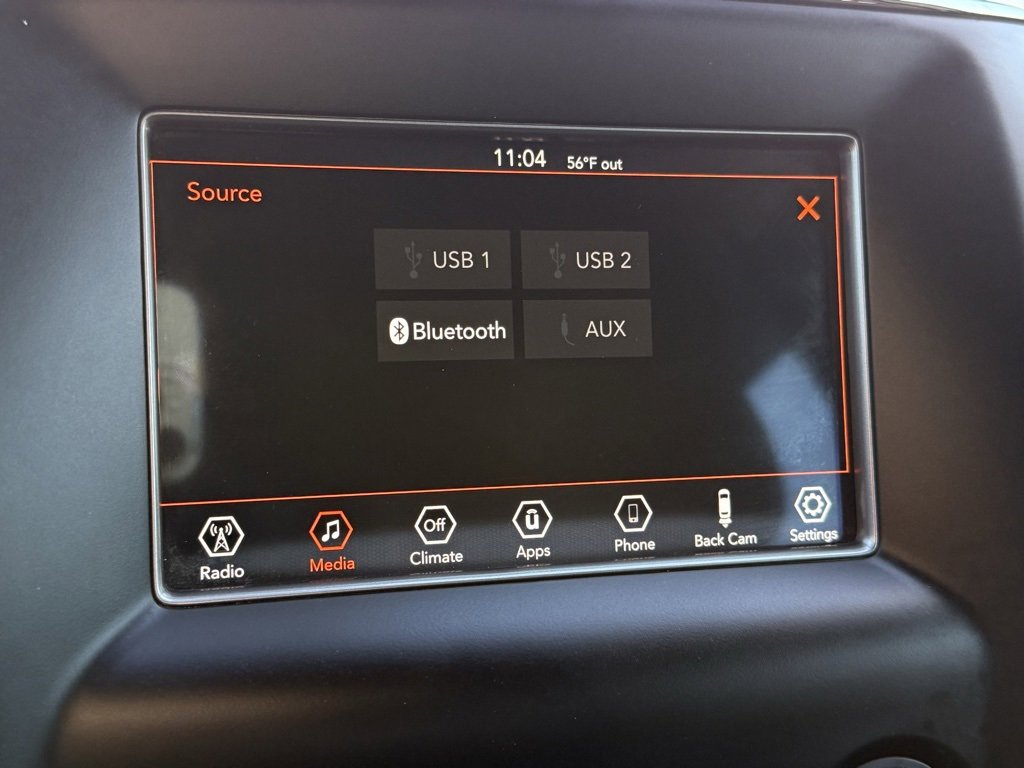 11:04 56°F out
Source
USB 1 USB 2
Bluetooth AUX
Off
û
Radio Media Climate Apps Phone Back Cam Settings